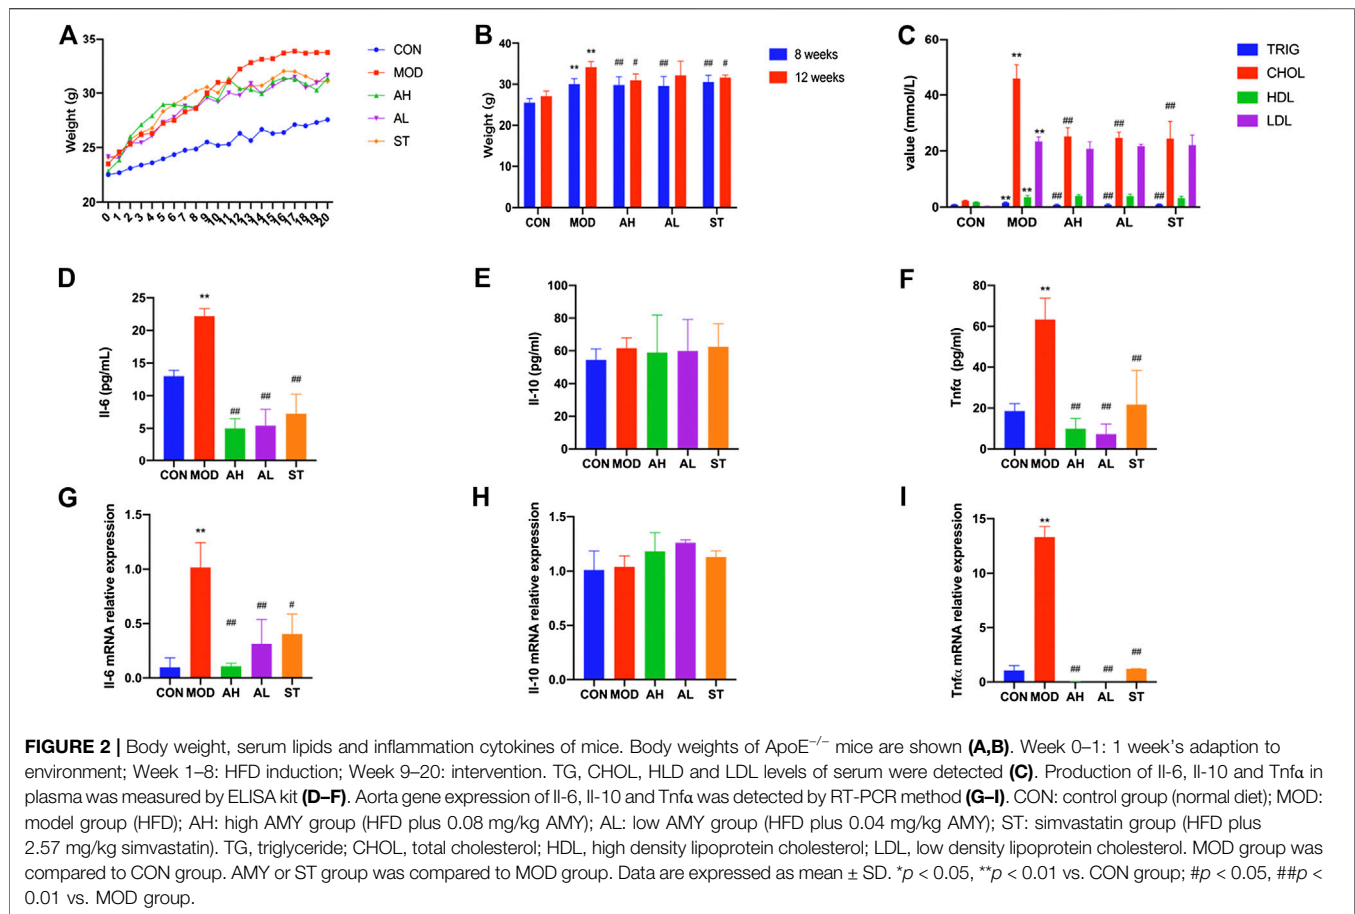 A
35
30
25
20
Weight (g)
0 1 2 3 4 5 6 7 8 9 10 11 12 13 14 15 16 17 18 19 20
CON
MOD
AH
AL
ST
B
40
30
20
10
0
Weight (g)
** ** ## # ## ## #
CON MOD AH AL ST
8 weeks
12 weeks
C
60
40
20
0
value (mmol/L)
** ** ** ** ## ## ## ## ## ##
CON MOD AH AL ST
TRIG
CHOL
HDL
LDL
D
25
20
15
10
5
0
Il-6 (pg/mL)
** ## ## ##
CON MOD AH AL ST
E
100
80
60
40
20
0
Il-10 (pg/ml)
CON MOD AH AL ST
F
80
60
40
20
0
Tnfα (pg/ml)
** ## ## ##
CON MOD AH AL ST
G
1.5
1.0
0.5
0.0
Il-6 mRNA relative expression
** ## ## #
CON MOD AH AL ST
H
1.5
1.0
0.5
0.0
Il-10 mRNA relative expression
CON MOD AH AL ST
I
15
10
5
0
Tnfα mRNA relative expression
** ## ## ##
CON MOD AH AL ST
FIGURE 2 | Body weight, serum lipids and inflammation cytokines of mice. Body weights of ApoE−/− mice are shown (A,B). Week 0–1: 1 week's adaption to
environment; Week 1–8: HFD induction; Week 9–20: intervention. TG, CHOL, HLD and LDL levels of serum were detected (C). Production of Il-6, Il-10 and Tnfα in
plasma was measured by ELISA kit (D–F). Aorta gene expression of Il-6, Il-10 and Tnfα was detected by RT-PCR method (G–I). CON: control group (normal diet); MOD:
model group (HFD); AH: high AMY group (HFD plus 0.08 mg/kg AMY); AL: low AMY group (HFD plus 0.04 mg/kg AMY); ST: simvastatin group (HFD plus
2.57 mg/kg simvastatin). TG, triglyceride; CHOL, total cholesterol; HDL, high density lipoprotein cholesterol; LDL, low density lipoprotein cholesterol. MOD group was
compared to CON group. AMY or ST group was compared to MOD group. Data are expressed as mean ± SD. *p < 0.05, **p < 0.01 vs. CON group; #p < 0.05, ##p <
0.01 vs. MOD group.